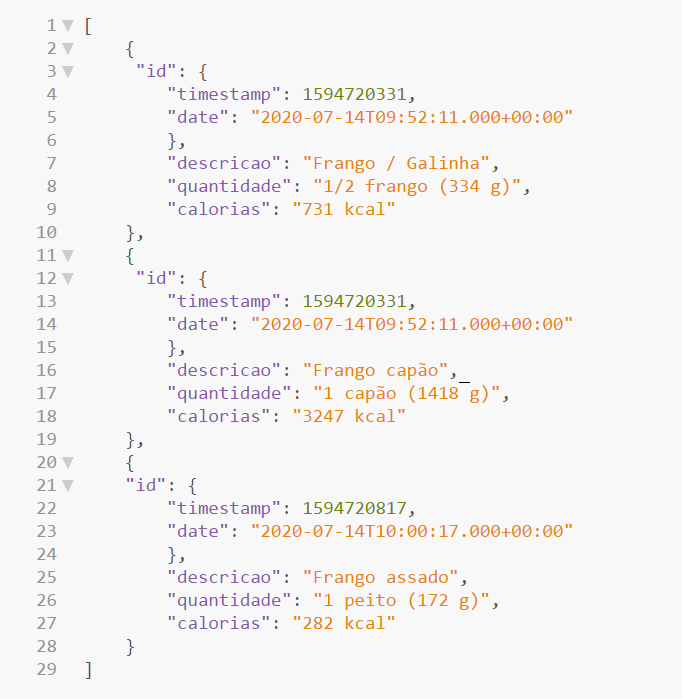 1 [
2 {
3 "id": {
4 "timestamp": 1594720331,
5 "date": "2020-07-14T09:52:11.000+00:00"
6 },
7 "descricao": "Frango / Galinha",
8 "quantidade": "1/2 frango (334 g)",
9 "calorias": "731 kcal"
10 },
11 {
12 "id": {
13 "timestamp": 1594720331,
14 "date": "2020-07-14T09:52:11.000+00:00"
15 },
16 "descricao": "Frango capão",_
17 "quantidade": "1 capão (1418 g)",
18 "calorias": "3247 kcal"
19 },
20 {
21 "id": {
22 "timestamp": 1594720817,
23 "date": "2020-07-14T10:00:17.000+00:00"
24 },
25 "descricao": "Frango assado",
26 "quantidade": "1 peito (172 g)",
27 "calorias": "282 kcal"
28 }
29 ]